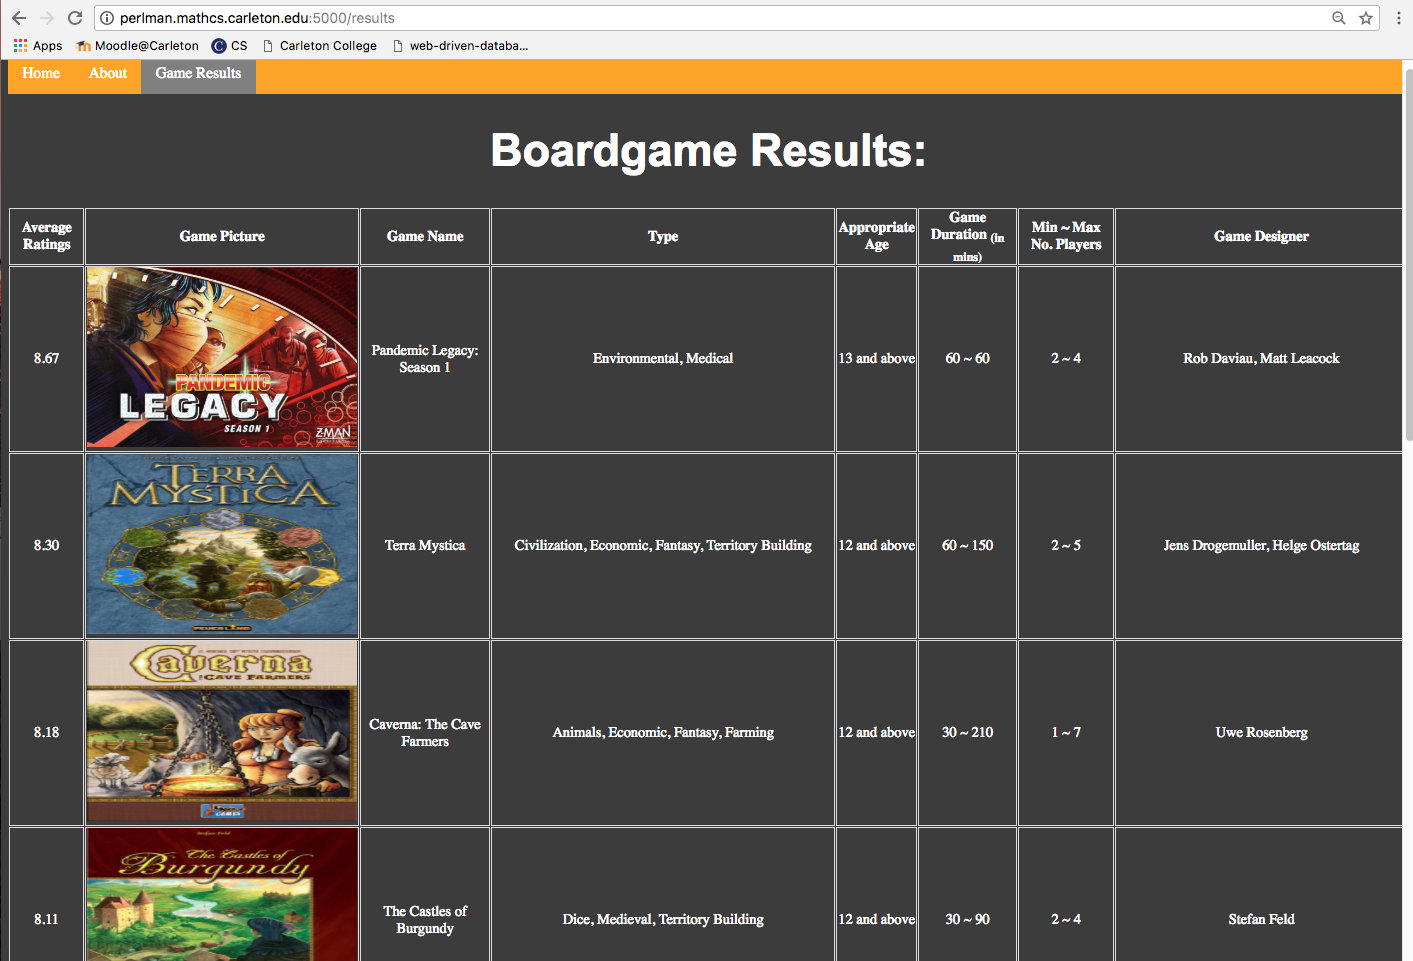 perlman.mathcs.carleton.edu:5000/results
Apps Moodle@Carleton CS Carleton College web-driven-databa...
Home About Game Results
Boardgame Results:
Average Ratings Game Picture Game Name Type Appropriate Age Game Duration (in mins) Min ~ Max No. Players Game Designer
8.67
PANDEMIC
LEGACY
SEASON 1
ZMAN
Pandemic Legacy: Season 1 Environmental, Medical 13 and above 60 ~ 60 2 ~ 4 Rob Daviau, Matt Leacock
8.30
TERRA
MYSTICA
Terra Mystica Civilization, Economic, Fantasy, Territory Building 12 and above 60 ~ 150 2 ~ 5 Jens Drogemuller, Helge Ostertag
8.18
Caverna
THE CAVE FARMERS
Caverna: The Cave Farmers Animals, Economic, Fantasy, Farming 12 and above 30 ~ 210 1 ~ 7 Uwe Rosenberg
8.11
Stefan Feld
The Castles of
Burgundy
The Castles of Burgundy Dice, Medieval, Territory Building 12 and above 30 ~ 90 2 ~ 4 Stefan Feld